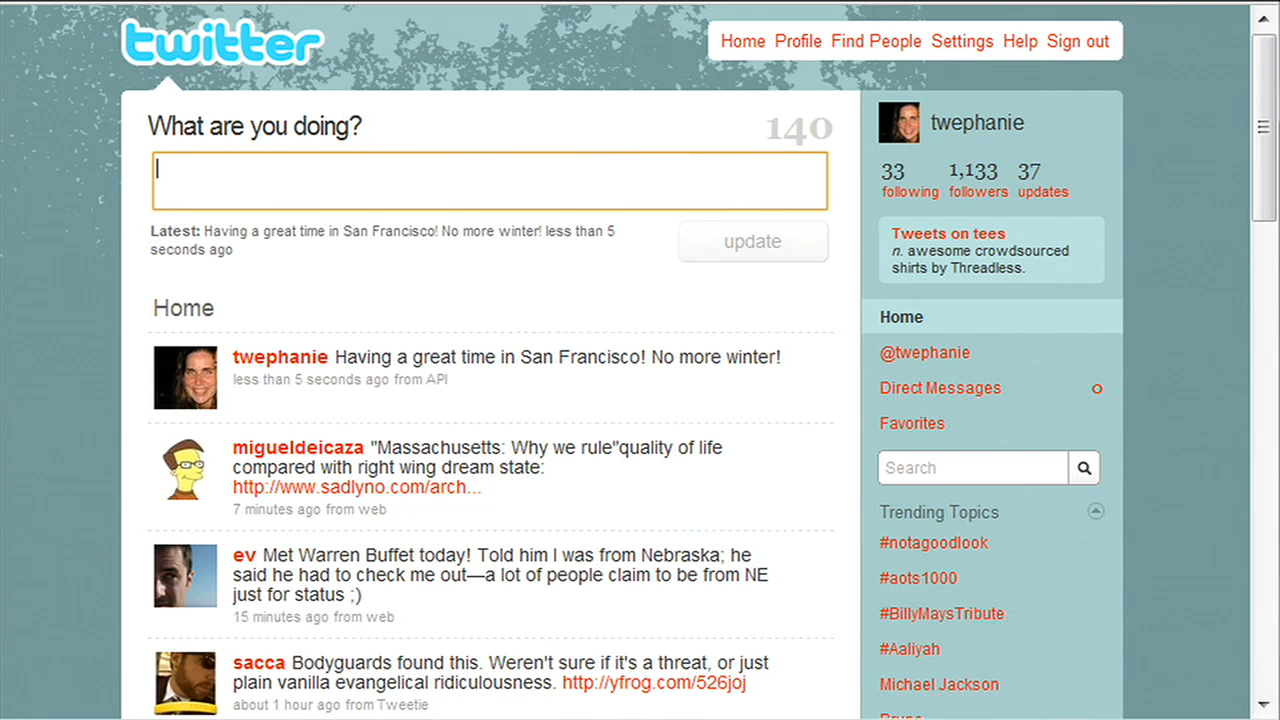 twitter
Home Profile Find People Settings Help Sign out
What are you doing?
140
Latest: Having a great time in San Francisco! No more winter! less than 5
seconds ago
update
Home
twephanie Having a great time in San Francisco! No more winter!
less than 5 seconds ago from API
migueldeicaza "Massachusetts: Why we rule"quality of life
compared with right wing dream state:
http://www.sadlyno.com/arch...
7 minutes ago from web
ev Met Warren Buffet today! Told him I was from Nebraska; he
said he had to check me out—a lot of people claim to be from NE
just for status ;)
15 minutes ago from web
sacca Bodyguards found this. Weren't sure if it's a threat, or just
plain vanilla evangelical ridiculousness. http://yfrog.com/526joj
about 1 hour ago from Tweetie
twephanie
33 1,133 37
following followers updates
Tweets on tees
n. awesome crowdsourced
shirts by Threadless.
Home
@twephanie
Direct Messages 0
Favorites
Search
Trending Topics
#notagoodlook
#aots1000
#BillyMaysTribute
#Aaliyah
Michael Jackson